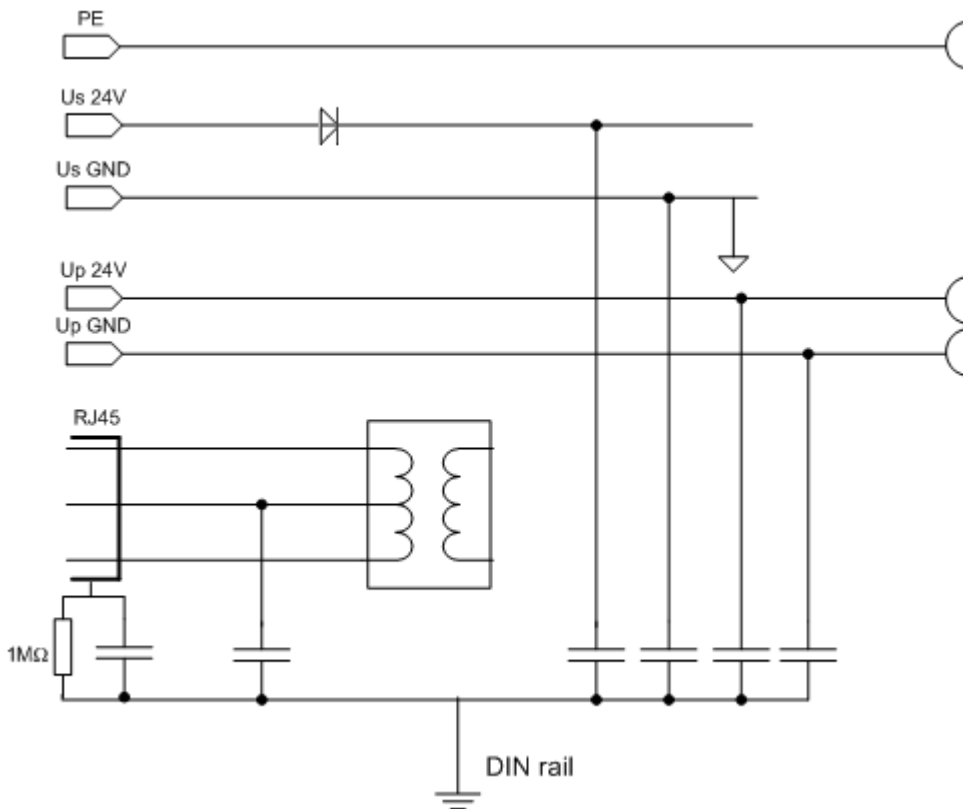 PE
Us 24V
Us GND
Up 24V
Up GND
RJ45
1MΩ
DIN rail